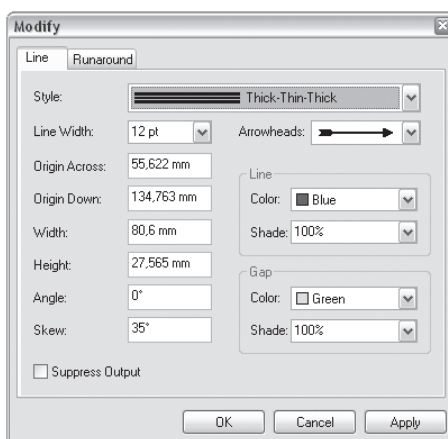 Modify
Line Runaround
Style: Thick-Thin-Thick
Line Width: 12 pt Arrowheads:
Origin Across: 55,622 mm
Line
Origin Down: 134,763 mm Color: Blue
Width: 80,6 mm Shade: 100%
Height: 27,565 mm
Gap
Angle: 0° Color: Green
Skew: 35° Shade: 100%
Suppress Output
OK Cancel Apply